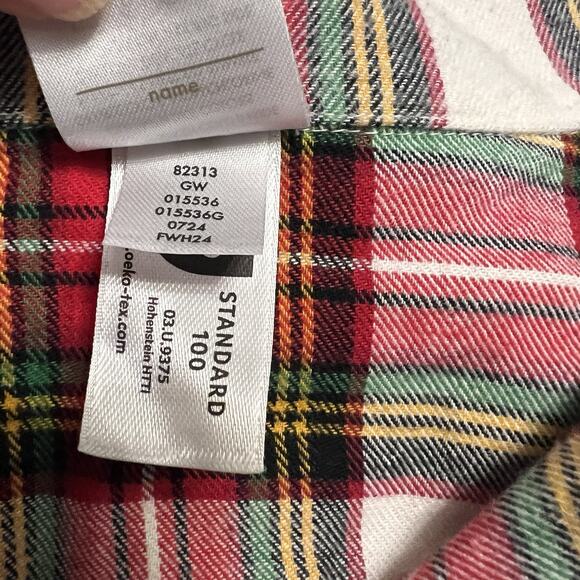 name
82313
GW
015536
015536G
0724
FWH24
STANDARD
100
03.U.9375
Hohenstein HTTI
oeko-tex.com